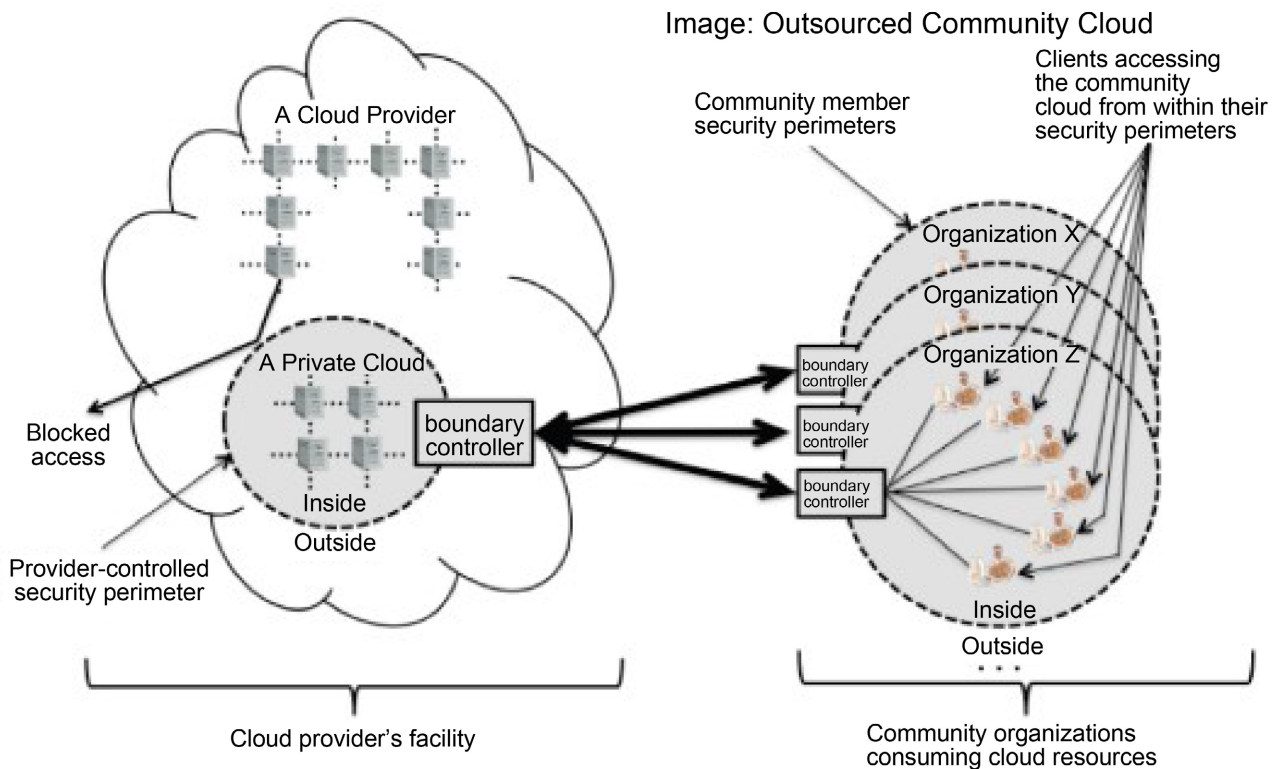 Image: Outsourced Community Cloud
Clients accessing
the community
cloud from within their
security perimeters
Community member
security perimeters
A Cloud Provider
Organization X
Organization Y
Organization Z
boundary
controller
boundary
controller
boundary
controller
A Private Cloud
boundary
controller
Blocked
access
Inside
Outside
Provider-controlled
security perimeter
Inside
Outside
. . .
Cloud provider’s facility
Community organizations
consuming cloud resources